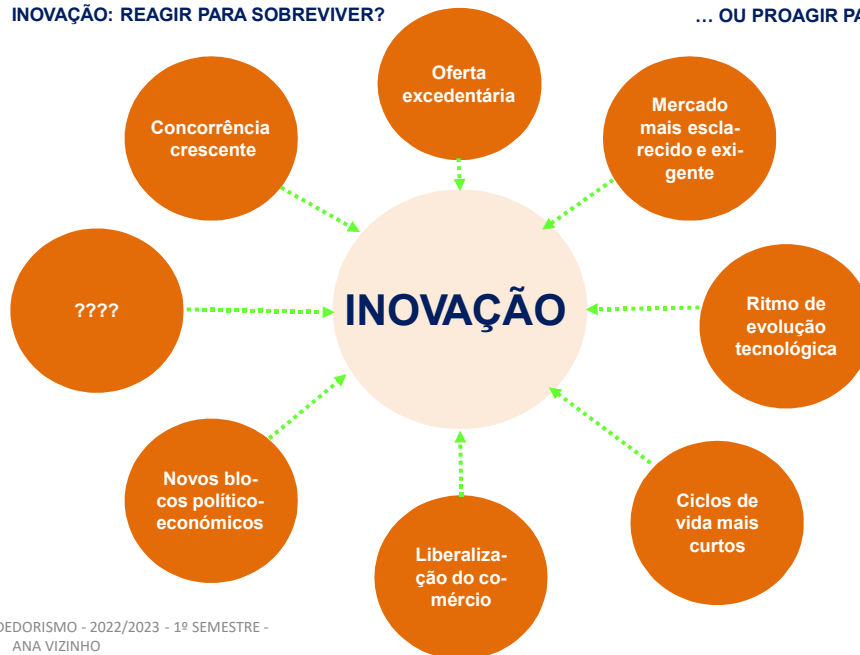 INOVAÇÃO: REAGIR PARA SOBREVIVER?
... OU PROAGIR PA
Oferta
excedentária
Concorrência
crescente
Mercado
mais escla-
recido e exi-
gente
????
INOVAÇÃO
Ritmo de
evolução
tecnológica
Novos blo-
cos político-
económicos
Ciclos de
vida mais
curtos
Liberaliza-
ção do co-
mércio
DEDORISMO - 2022/2023 - 1º SEMESTRE -
ANA VIZINHO